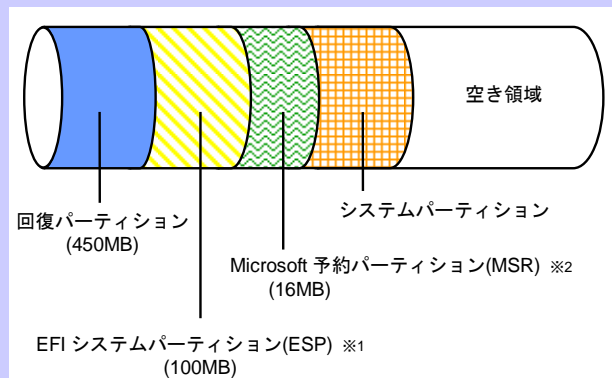 空き領域
回復パーティション
(450MB)
システムパーティション
Microsoft 予約パーティション(MSR) ※2
(16MB)
EFI システムパーティション(ESP) ※1
(100MB)